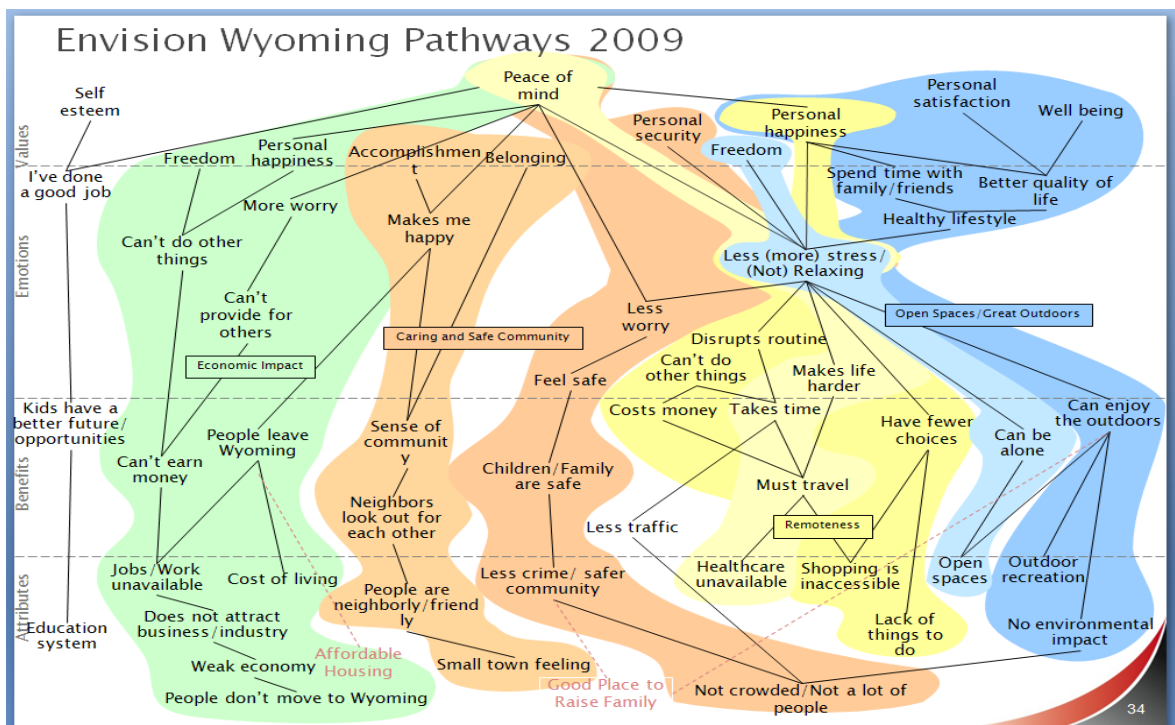 Envision Wyoming Pathways 2009
Values
Emotions
Benefits
Attributes
Self
esteem
Peace of
mind
Personal
security
Personal
happiness
Personal
satisfaction
Well being
Freedom
Personal
happiness
Accomplishmen
t
Belonging
Freedom
I've done
a good job
Spend time with
family/friends
Better quality of
life
More worry
Makes me
happy
Healthy lifestyle
Can't do other
things
Less (more) stress/
(Not) Relaxing
Can't
provide for
others
Less
worry
Open Spaces/Great Outdoors
Caring and Safe Community
Disrupts routine
Economic Impact
Can't do
other things
Makes life
harder
Feel safe
Kids have a
better future/
opportunities
People leave
Wyoming
Sense of
communit
y
Costs money
Takes time
Have fewer
choices
Can be
alone
Can enjoy
the outdoors
Can't earn
money
Children/Family
are safe
Must travel
Neighbors
look out for
each other
Less traffic
Remoteness
Jobs/Work
unavailable
Cost of living
People are
neighborly/friend
ly
Less crime/ safer
community
Healthcare
unavailable
Shopping is
inaccessible
Open
spaces
Outdoor
recreation
Education
system
Does not attract
business/industry
Lack of
things to
do
No environmental
impact
Affordable
Housing
Weak economy
Small town feeling
Good Place to
Raise Family
People don't move to Wyoming
Not crowded/Not a lot of
people
34